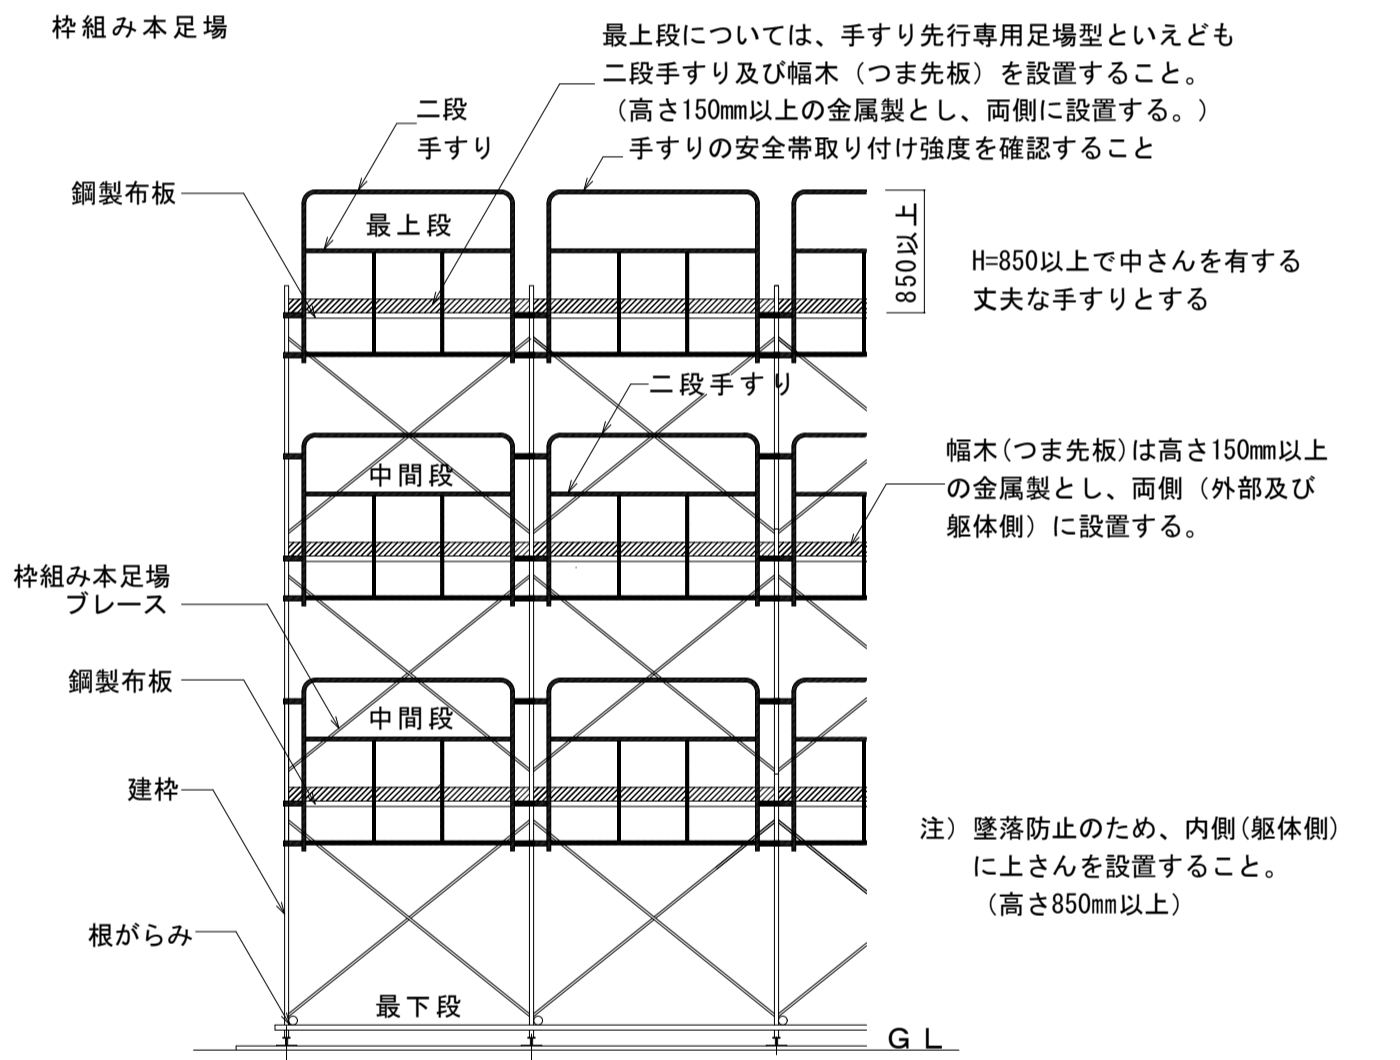 枠組み本足場
最上段については、手すり先行専用足場型といえども
二段手すり及び幅木（つま先板）を設置すること。
（高さ150mm以上の金属製とし、両側に設置する。）
手すりの安全帯取り付け強度を確認すること
二段
手すり
鋼製布板
最上段
850以上
H=850以上で中さんを有する
丈夫な手すりとする
二段手すり
中間段
幅木(つま先板)は高さ150mm以上
の金属製とし、両側（外部及び
躯体側）に設置する。
枠組み本足場
ブレース
鋼製布板
中間段
建枠
注）墜落防止のため、内側(躯体側)
に上さんを設置すること。
（高さ850mm以上）
根がらみ
最下段
ＧＬ